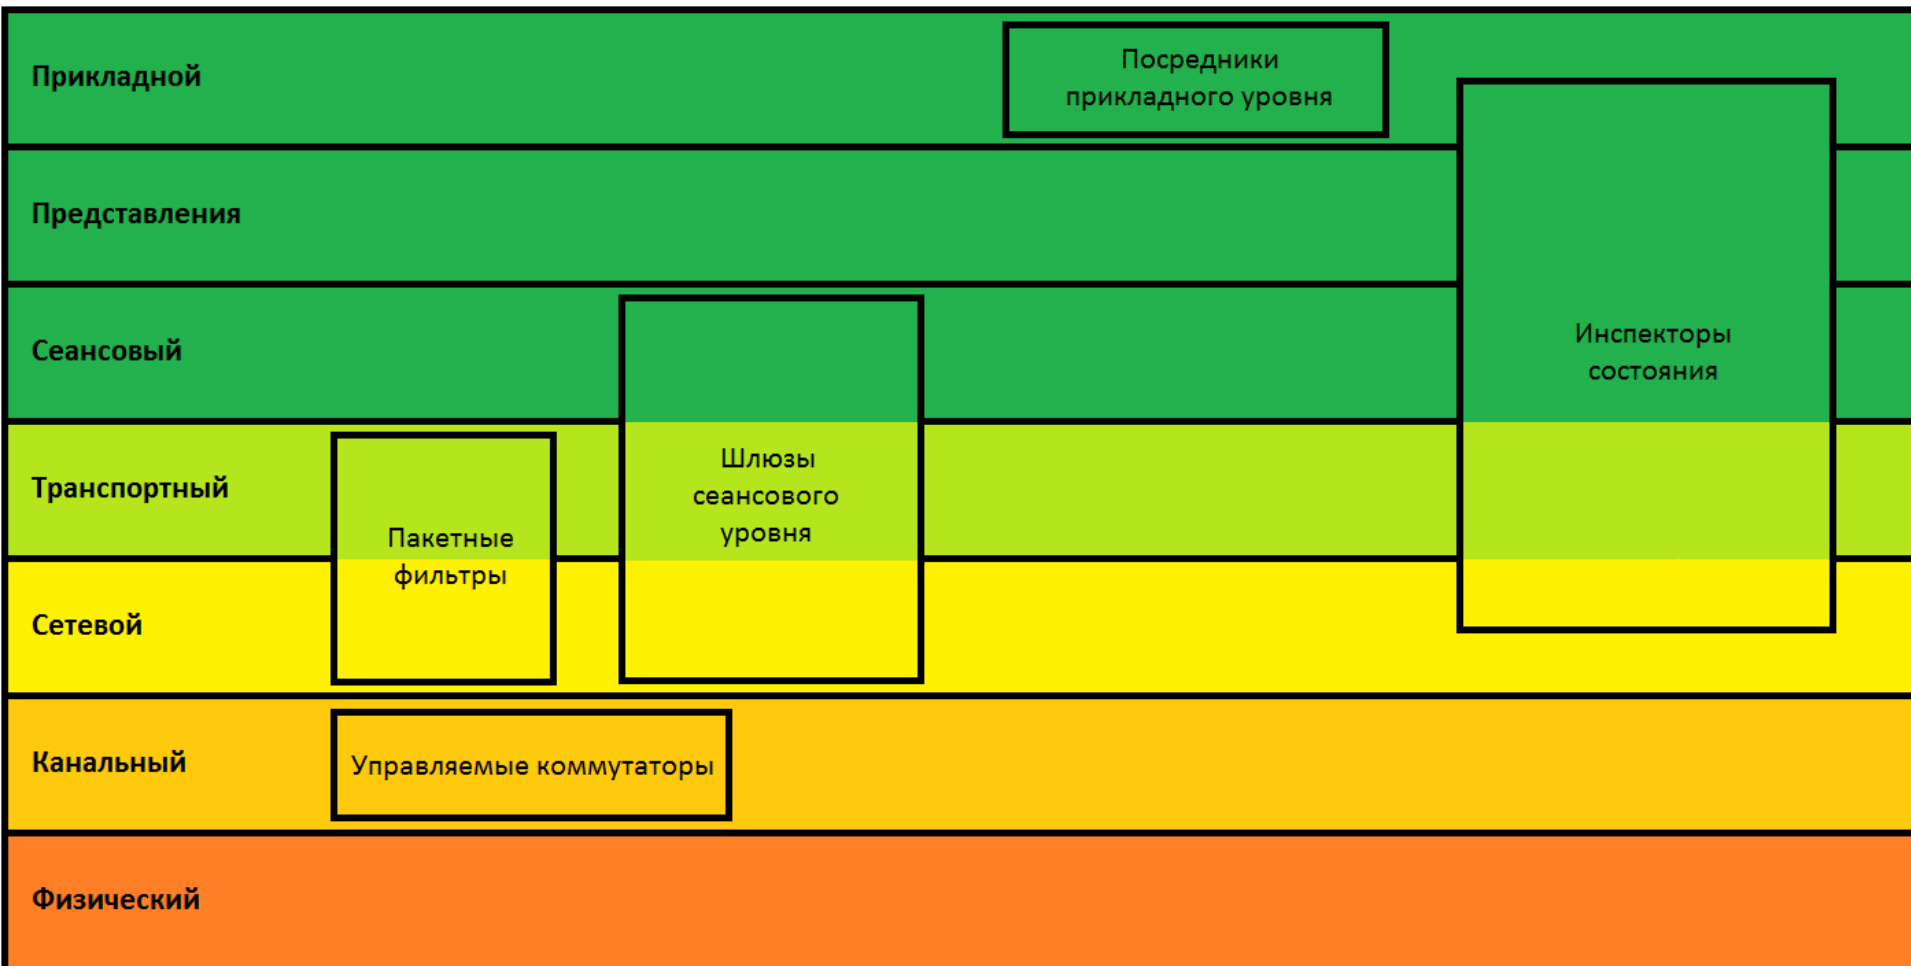 Прикладной
Посредники
прикладного уровня
Представления
Сеансовый
Инспекторы
состояния
Транспортный
Шлюзы
сеансового
уровня
Пакетные
фильтры
Сетевой
Канальный
Управляемые коммутаторы
Физический